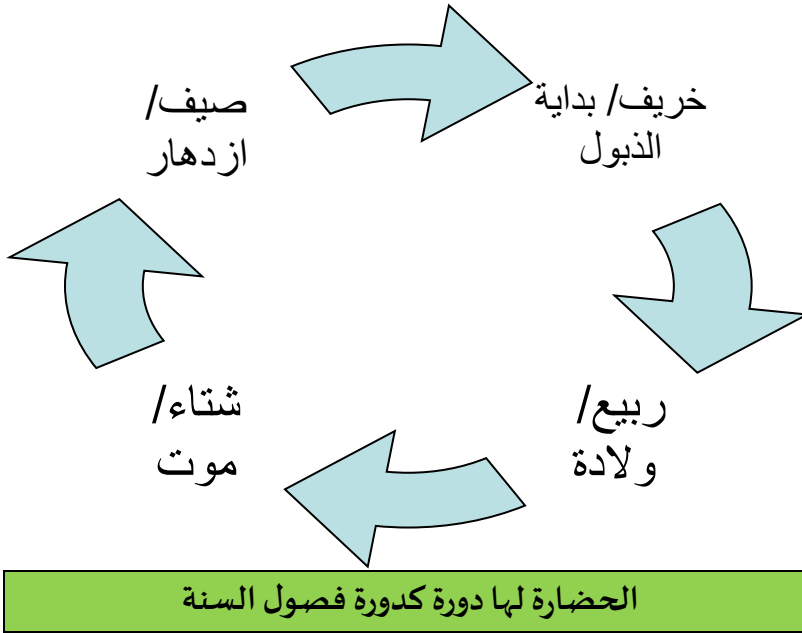 خريف/ بداية
الذبول
صيف/
ازدهار
ربيع/
ولادة
شتاء/
موت
الحضارة لها دورة كدورة فصول السنة